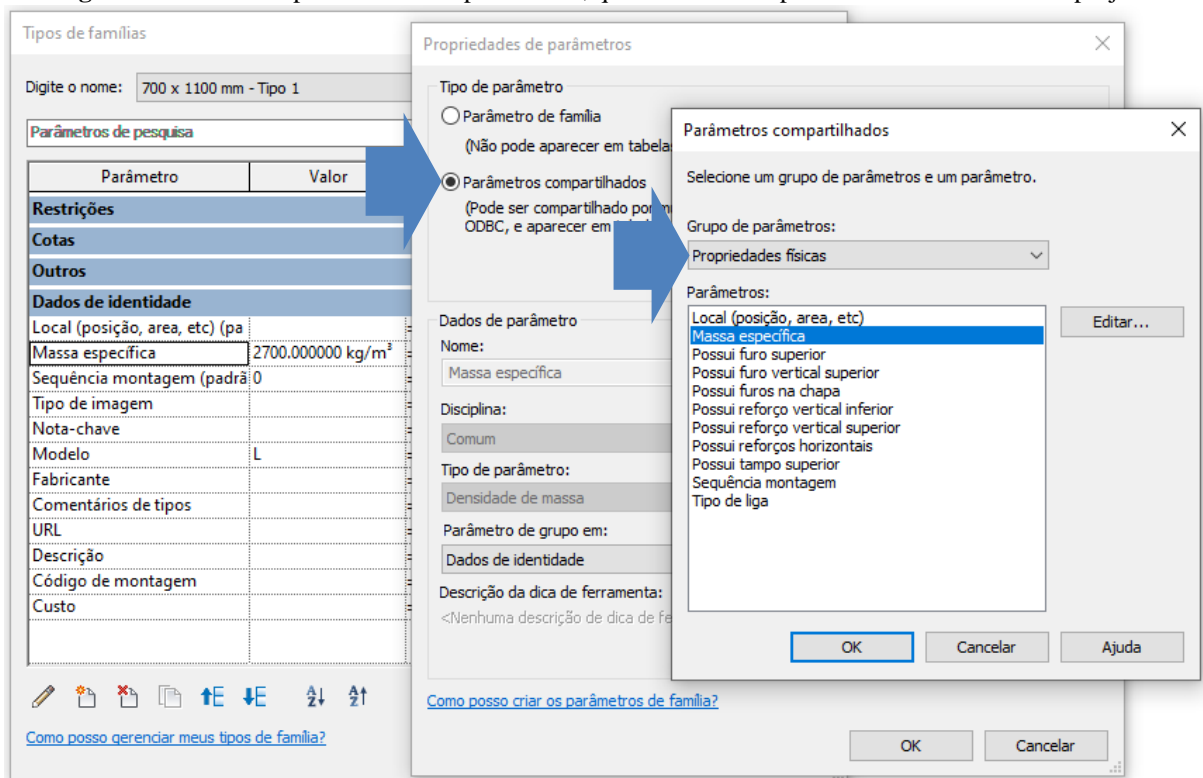 Tipos de famílias
Digite o nome: 700 x 1100 mm - Tipo 1
Parâmetros de pesquisa
Parâmetro Valor
Restrições
Cotas
Outros
Dados de identidade
Local (posição, area, etc) (pa
Massa específica 2700.000000 kg/m³ =
Sequência montagem (padrã 0
Tipo de imagem
Nota-chave
Modelo L
Fabricante
Comentários de tipos
URL
Descrição
Código de montagem
Custo
Como posso gerenciar meus tipos de família?
Propriedades de parâmetros
Tipo de parâmetro
Parâmetro de família
(Não pode aparecer em tabelas
Parâmetros compartilhados
(Pode ser compartilhado por
ODBC, e aparecer em
Dados de parâmetro
Nome:
Massa específica
Disciplina:
Comum
Tipo de parâmetro:
Densidade de massa
Parâmetro de grupo em:
Dados de identidade
Descrição da dica de ferramenta:
<Nenhuma descrição de dica de fe
Como posso criar os parâmetros de família?
OK Cancelar
Parâmetros compartilhados
Selecione um grupo de parâmetros e um parâmetro.
Grupo de parâmetros:
Propriedades físicas
Parâmetros:
Local (posição, area, etc)
Massa específica
Possui furo superior
Possui furo vertical superior
Possui furos na chapa
Possui reforço vertical inferior
Possui reforço vertical superior
Possui reforços horizontais
Possui tampo superior
Sequência montagem
Tipo de liga
Editar...
OK Cancelar Ajuda